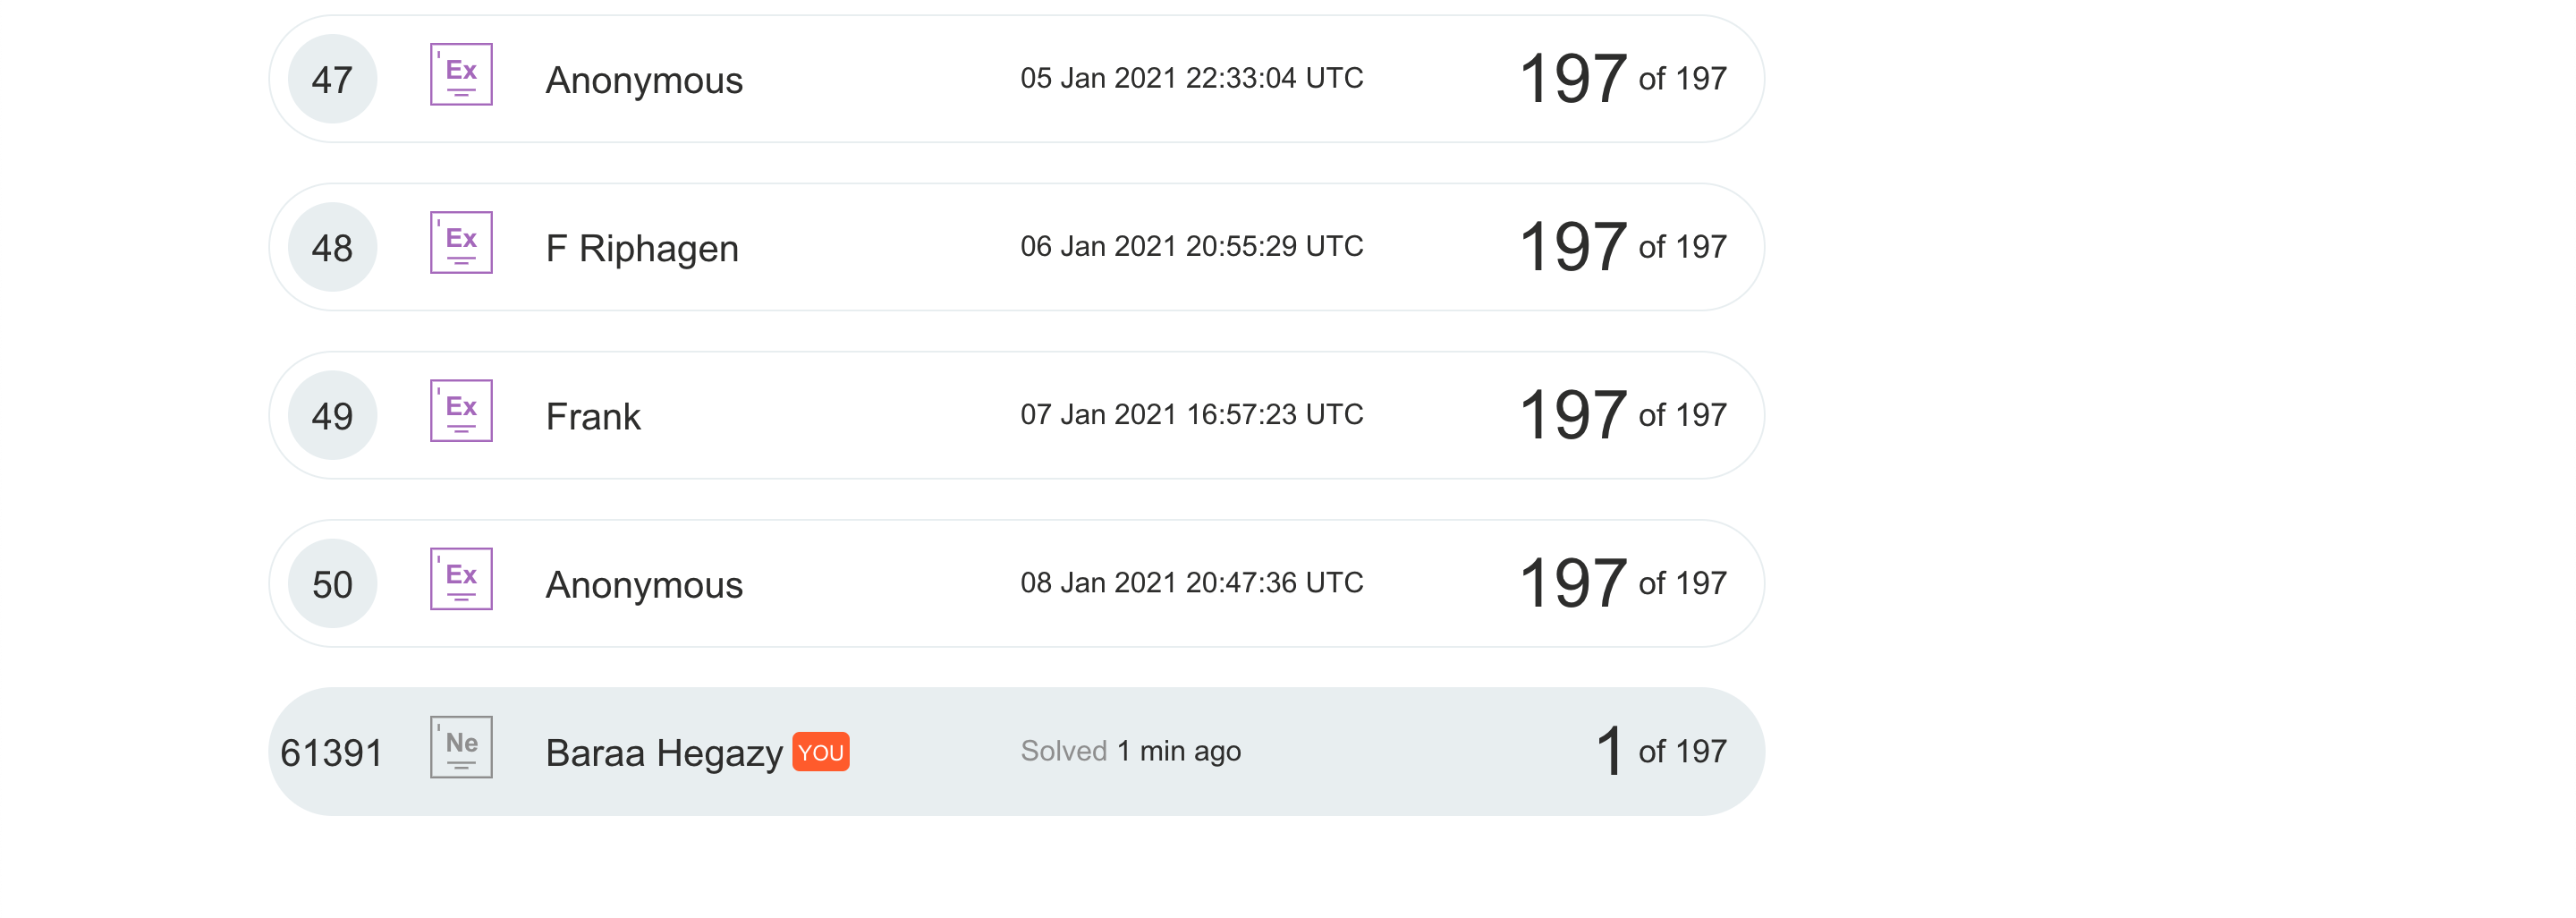 47 Ex Anonymous 05 Jan 2021 22:33:04 UTC 197 of 197
48 Ex F Riphagen 06 Jan 2021 20:55:29 UTC 197 of 197
49 Ex Frank 07 Jan 2021 16:57:23 UTC 197 of 197
50 Ex Anonymous 08 Jan 2021 20:47:36 UTC 197 of 197
61391 Ne Baraa Hegazy YOU Solved 1 min ago 1 of 197